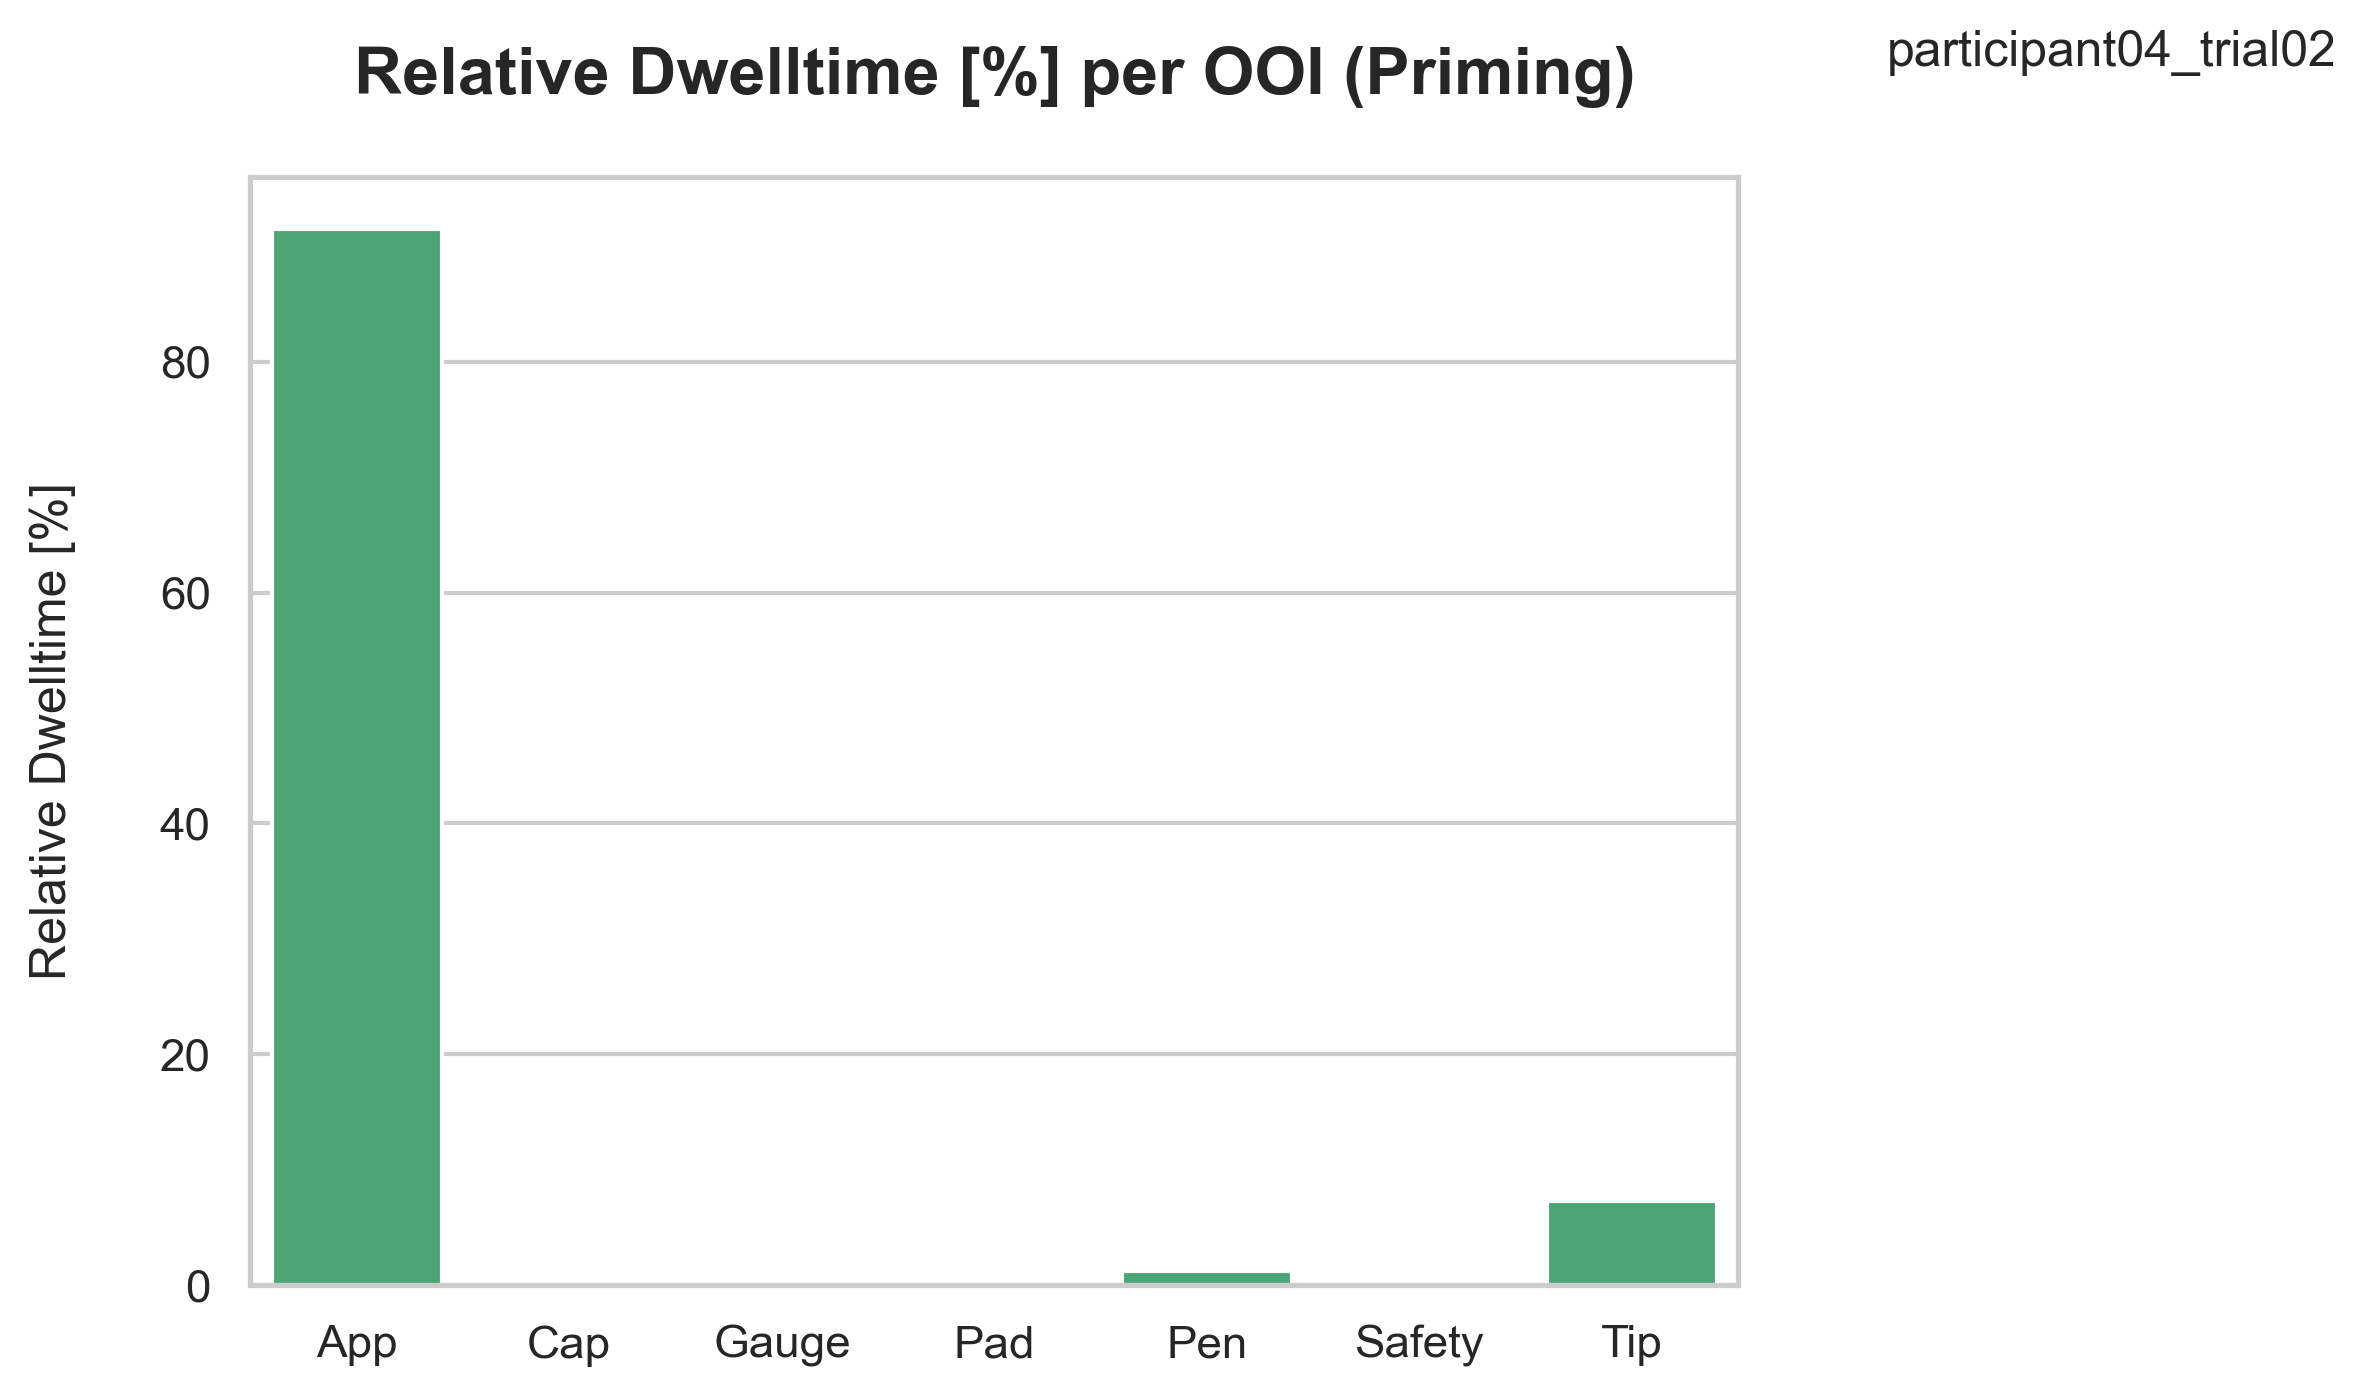 participant04_trial02
Relative Dwelltime [%] per OOI (Priming)
Relative Dwelltime [%]
80
60
40
20
0
App Cap Gauge Pad Pen Safety Tip